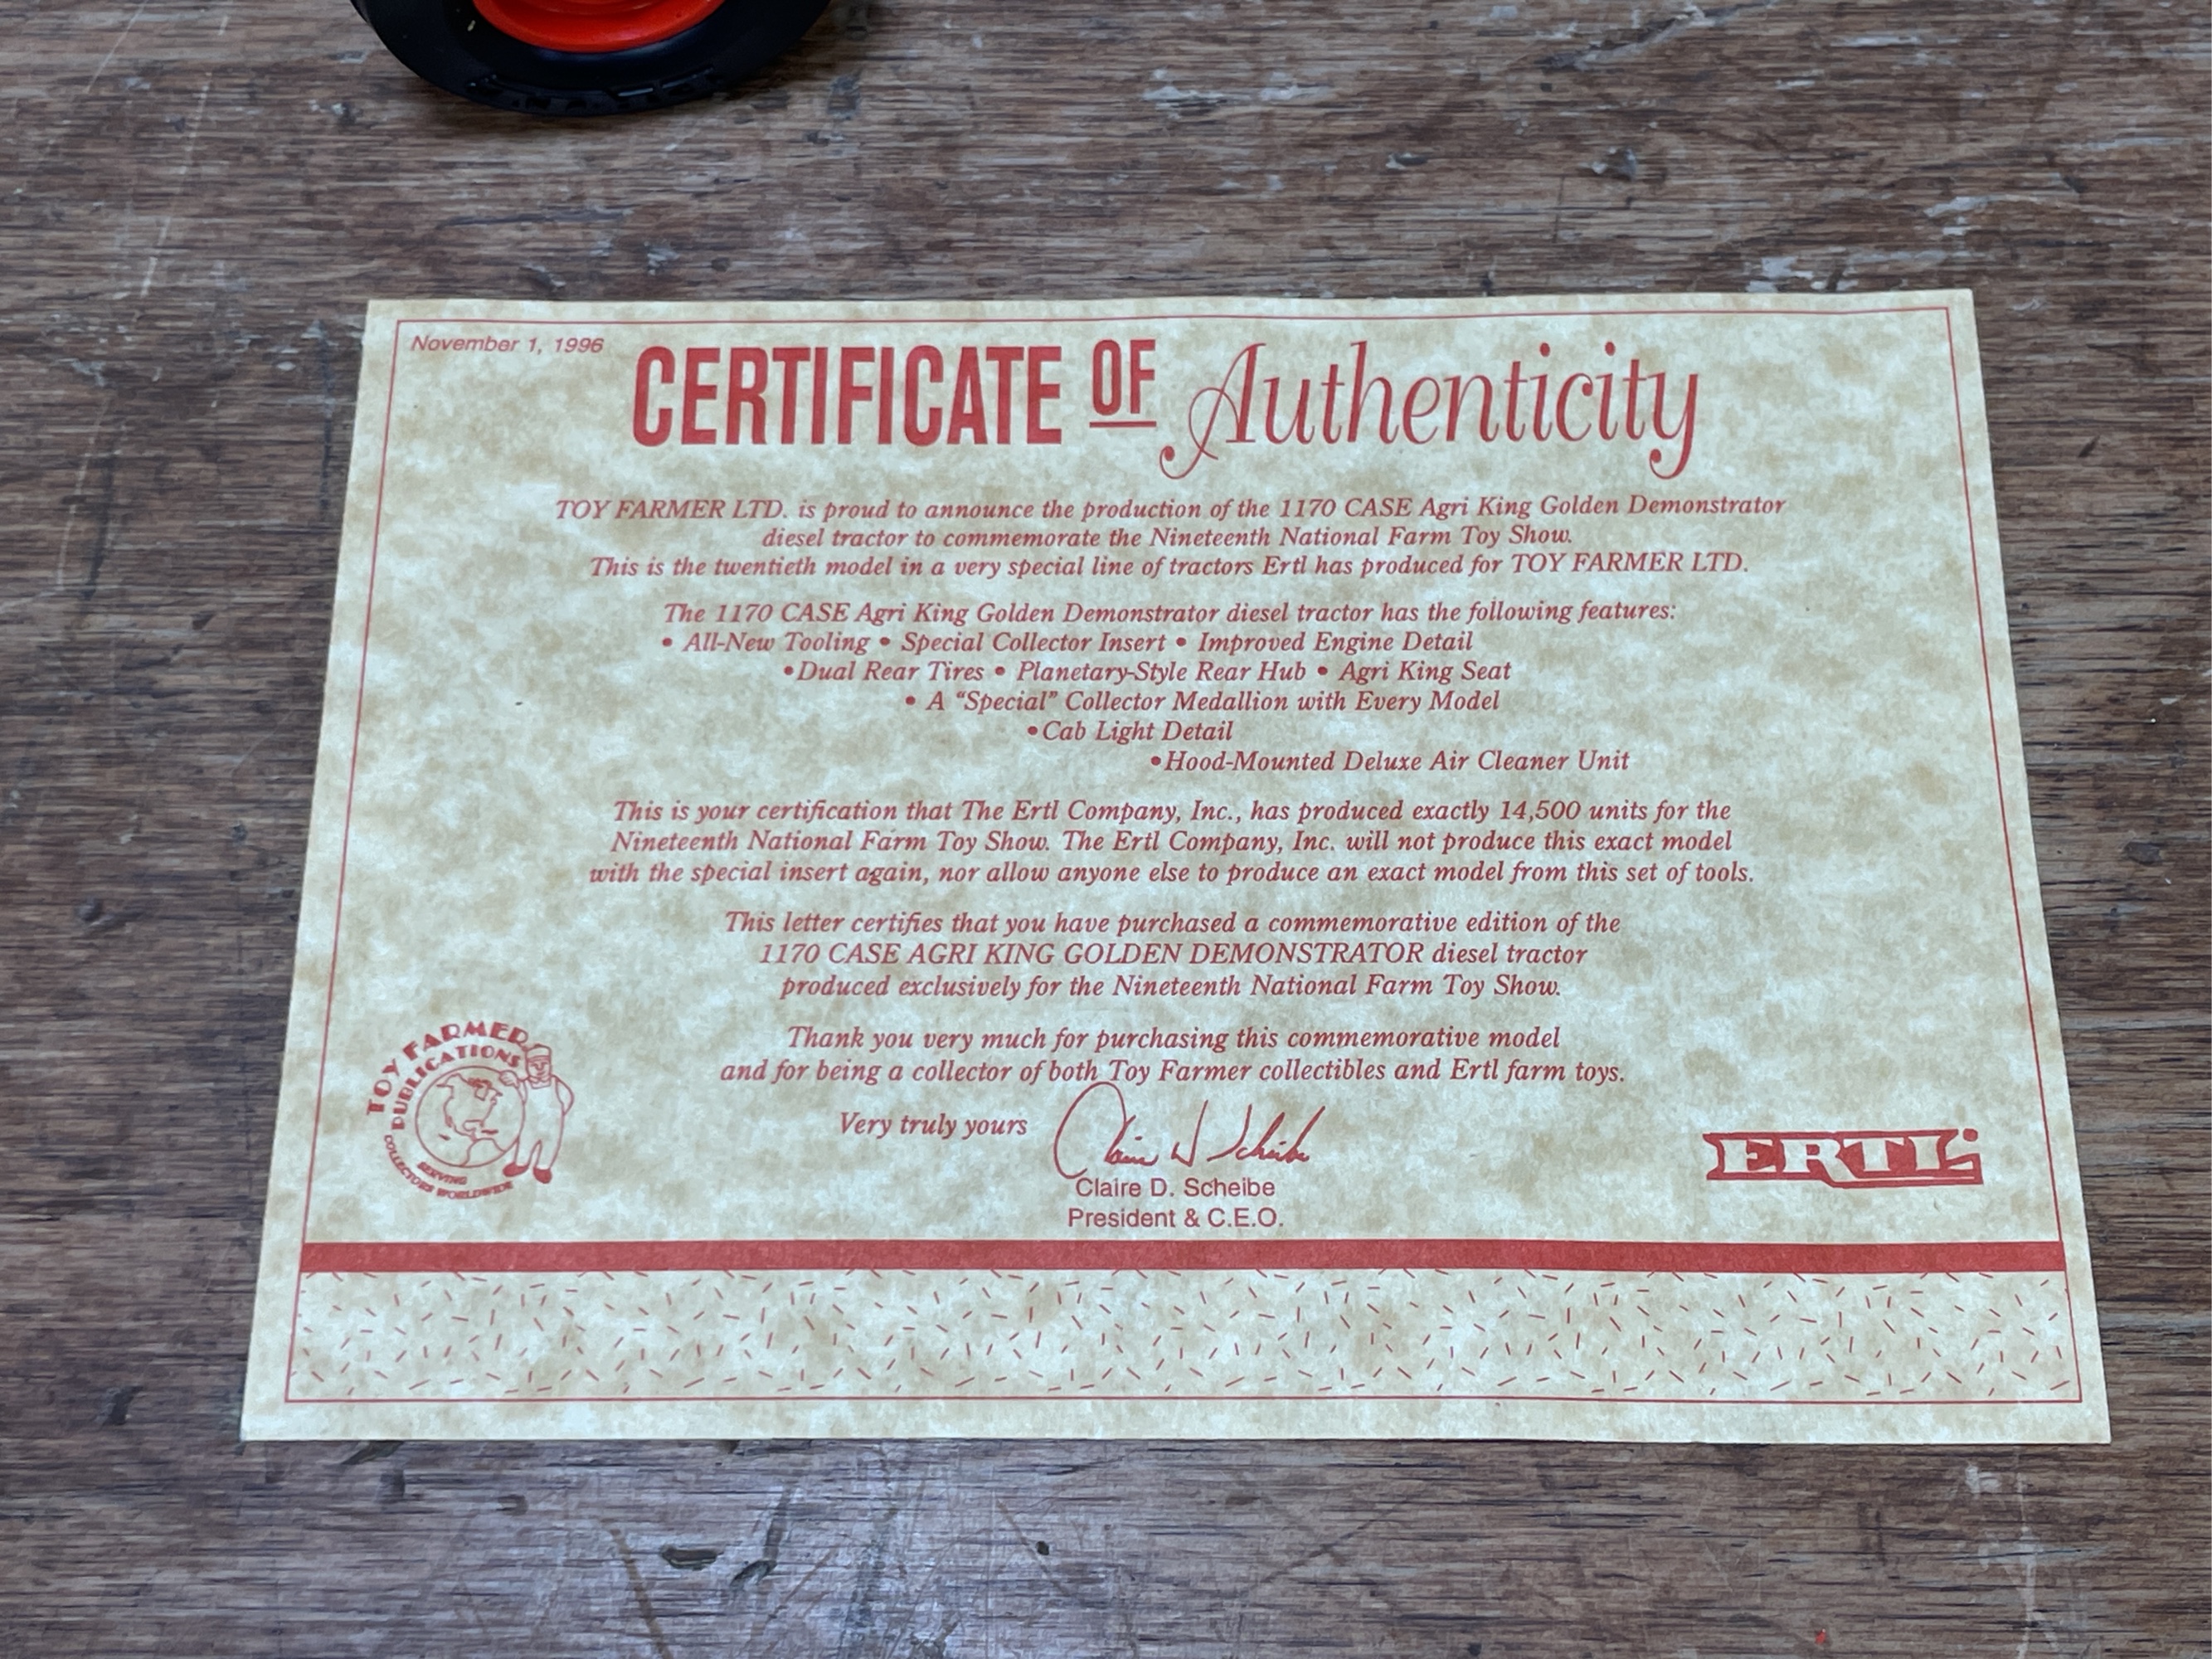 November 1, 1996
CERTIFICATE OF Authenticity
TOY FARMER LTD. is proud to announce the production of the 1170 CASE Agri King Golden Demonstrator
diesel tractor to commemorate the Nineteenth National Farm Toy Show.
This is the twentieth model in a very special line of tractors Ertl has produced for TOY FARMER LTD.
The 1170 CASE Agri King Golden Demonstrator diesel tractor has the following features:
• All-New Tooling • Special Collector Insert • Improved Engine Detail
•Dual Rear Tires • Planetary-Style Rear Hub • Agri King Seat
• A “Special” Collector Medallion with Every Model
•Cab Light Detail
•Hood-Mounted Deluxe Air Cleaner Unit
This is your certification that The Ertl Company, Inc., has produced exactly 14,500 units for the
Nineteenth National Farm Toy Show. The Ertl Company, Inc. will not produce this exact model
with the special insert again, nor allow anyone else to produce an exact model from this set of tools.
This letter certifies that you have purchased a commemorative edition of the
1170 CASE AGRI KING GOLDEN DEMONSTRATOR diesel tractor
produced exclusively for the Nineteenth National Farm Toy Show.
Thank you very much for purchasing this commemorative model
and for being a collector of both Toy Farmer collectibles and Ertl farm toys.
Very truly yours
Claire D. Scheibe
President & C.E.O.
TOY FARMER
PUBLICATIONS
SERVING
COLLECTORS WORLDWIDE
ERTL